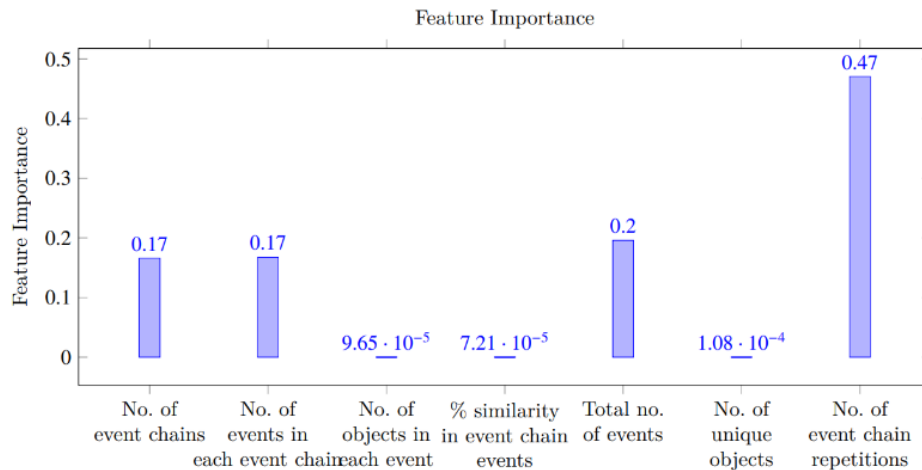 Feature Importance
Feature Importance
0.5
0.4
0.3
0.2
0.1
0
0.17
0.17
9.65 · 10⁻⁵
7.21 · 10⁻⁵
0.2
1.08 · 10⁻⁴
0.47
No. of
event chains
No. of
events in
each event chain
No. of
objects in
each event
% similarity
in event chain
events
Total no.
of events
No. of
unique
objects
No. of
event chain
repetitions